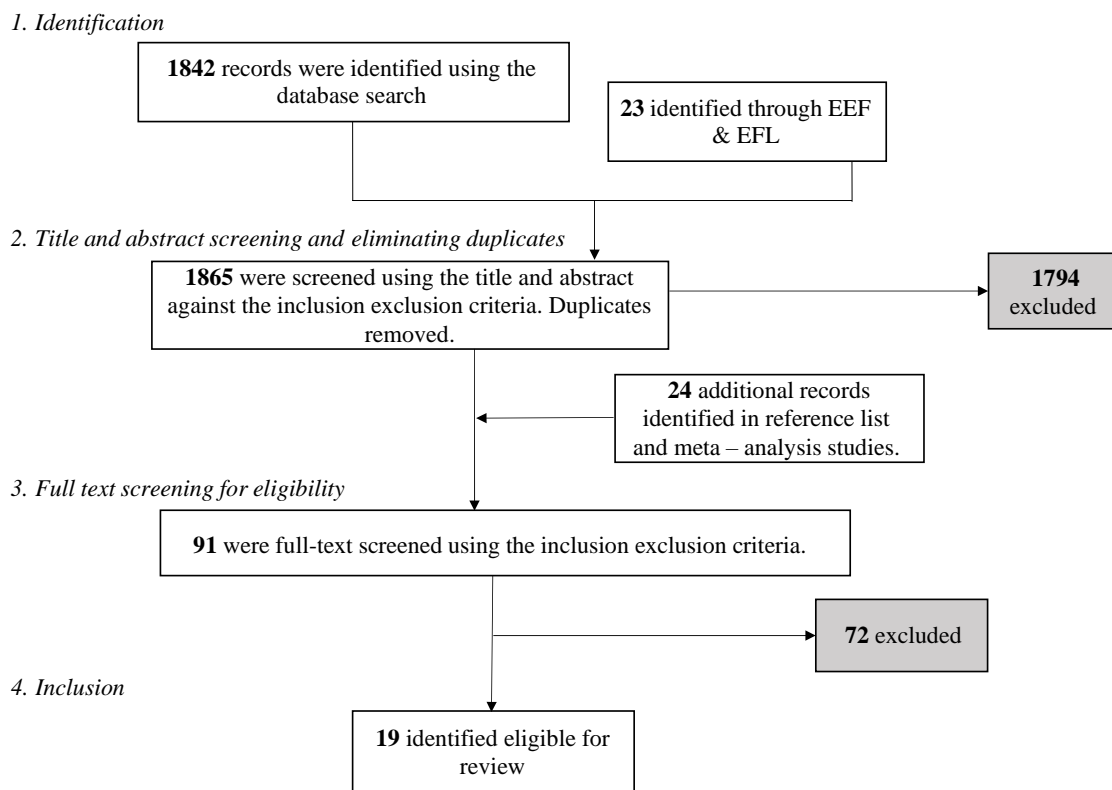 1. Identification
1842 records were identified using the
database search
23 identified through EEF
& EFL
2. Title and abstract screening and eliminating duplicates
1865 were screened using the title and abstract
against the inclusion exclusion criteria. Duplicates
removed.
1794
excluded
24 additional records
identified in reference list
and meta – analysis studies.
3. Full text screening for eligibility
91 were full-text screened using the inclusion exclusion criteria.
72 excluded
4. Inclusion
19 identified eligible for
review